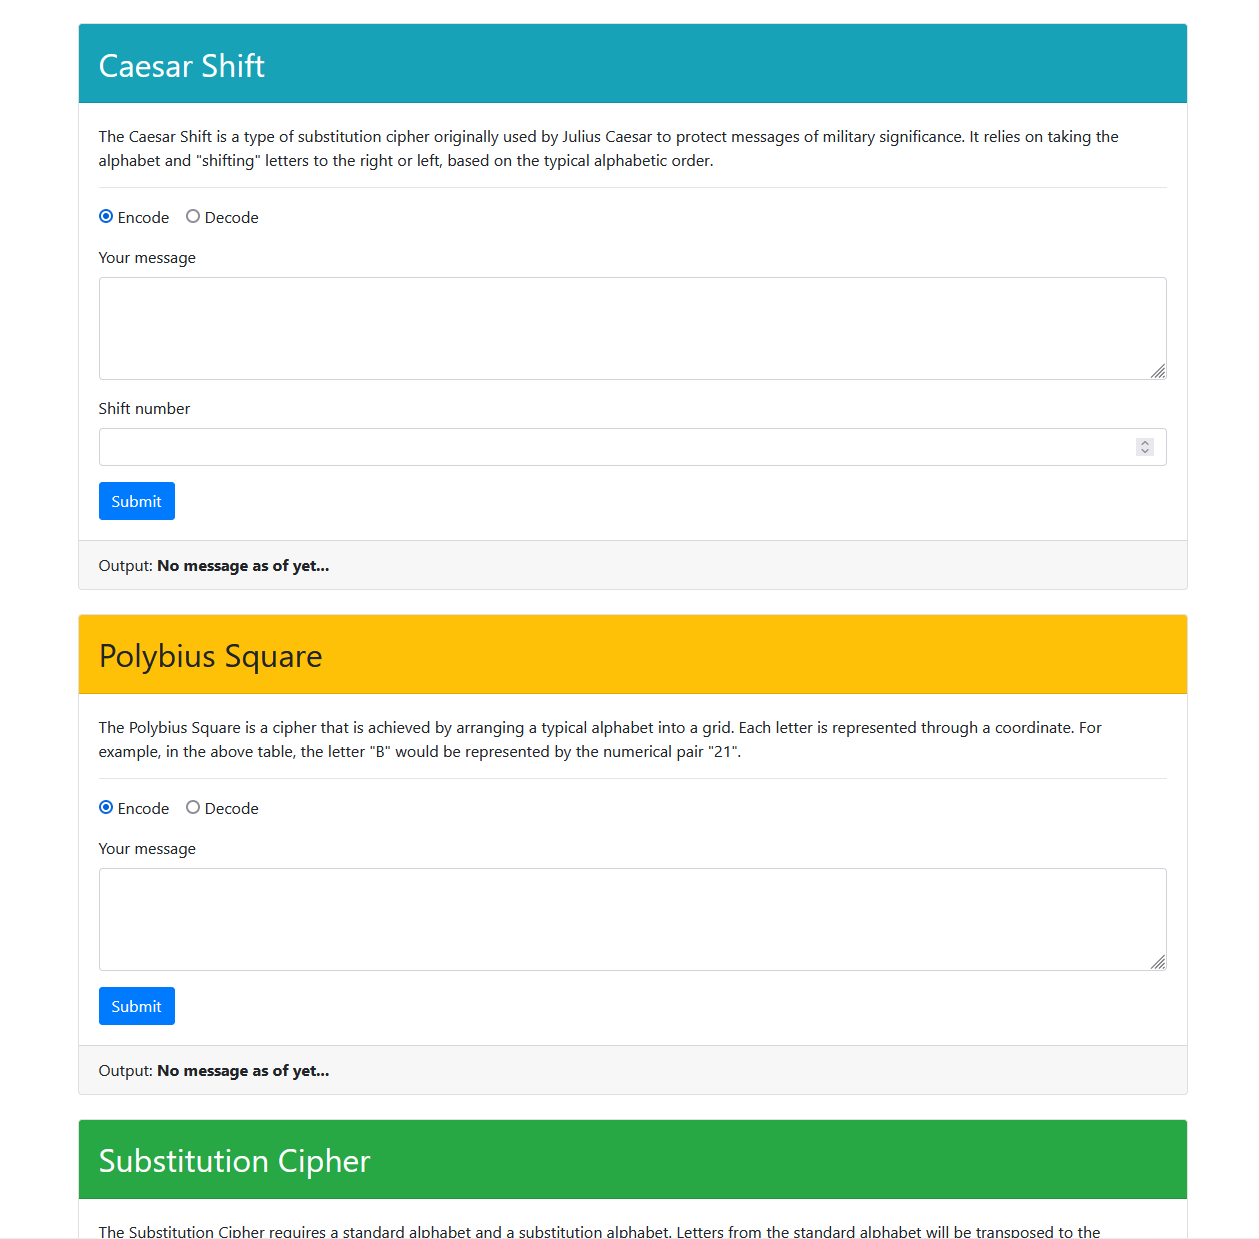 Caesar Shift
The Caesar Shift is a type of substitution cipher originally used by Julius Caesar to protect messages of military significance. It relies on taking the
alphabet and "shifting" letters to the right or left, based on the typical alphabetic order.
Encode Decode
Your message
Shift number
Submit
Output: No message as of yet...
Polybius Square
The Polybius Square is a cipher that is achieved by arranging a typical alphabet into a grid. Each letter is represented through a coordinate. For
example, in the above table, the letter "B" would be represented by the numerical pair "21".
Encode Decode
Your message
Submit
Output: No message as of yet...
Substitution Cipher
The Substitution Cipher requires a standard alphabet and a substitution alphabet. Letters from the standard alphabet will be transposed to the